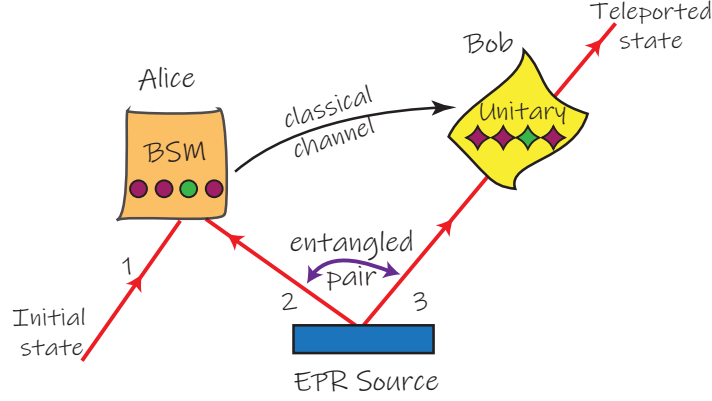 Teleported
state
Bob
Alice
classical
channel
Unitary
BSM
entangled
pair
1
2
3
Initial
state
EPR Source